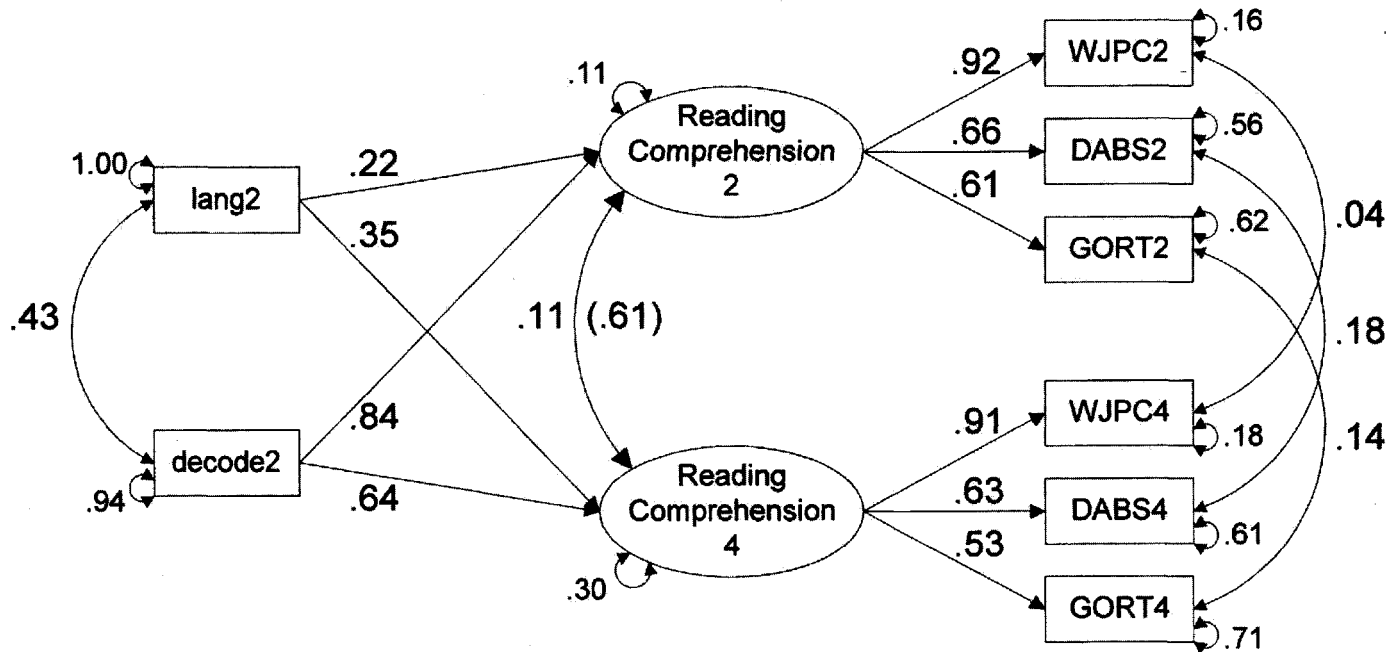 1.00
lang2
.43
decode2
.94
.22
.35
.84
.64
.11
Reading
Comprehension
2
.11 (.61)
Reading
Comprehension
4
.30
.92
.66
.61
.91
.63
.53
WJPC2
.16
DABS2
.56
GORT2
.62
WJPC4
.18
DABS4
.61
GORT4
.71
.04
.18
.14